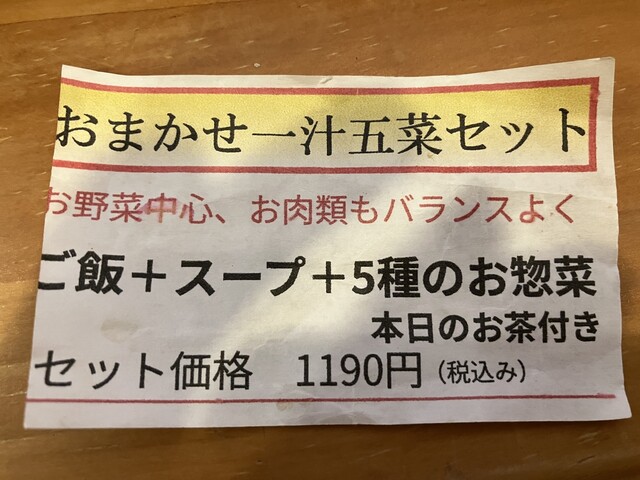 おまかせ一汁五菜セット
お野菜中心、お肉類もバランスよく
ご飯＋スープ＋5種のお惣菜
本日のお茶付き
セット価格　1190円（税込み）